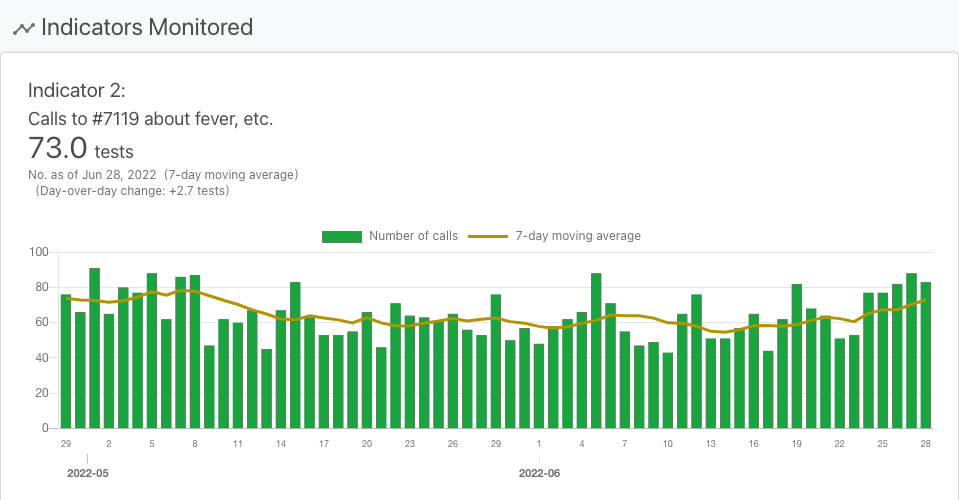 Indicators Monitored
Indicator 2:
Calls to #7119 about fever, etc.
73.0 tests
No. as of Jun 28, 2022 (7-day moving average)
(Day-over-day change: +2.7 tests)
Number of calls 7-day moving average
100
80
60
40
20
0
29 2 5 8 11 14 17 20 23 26 29 1 4 7 10 13 16 19 22 25 28
2022-05 2022-06